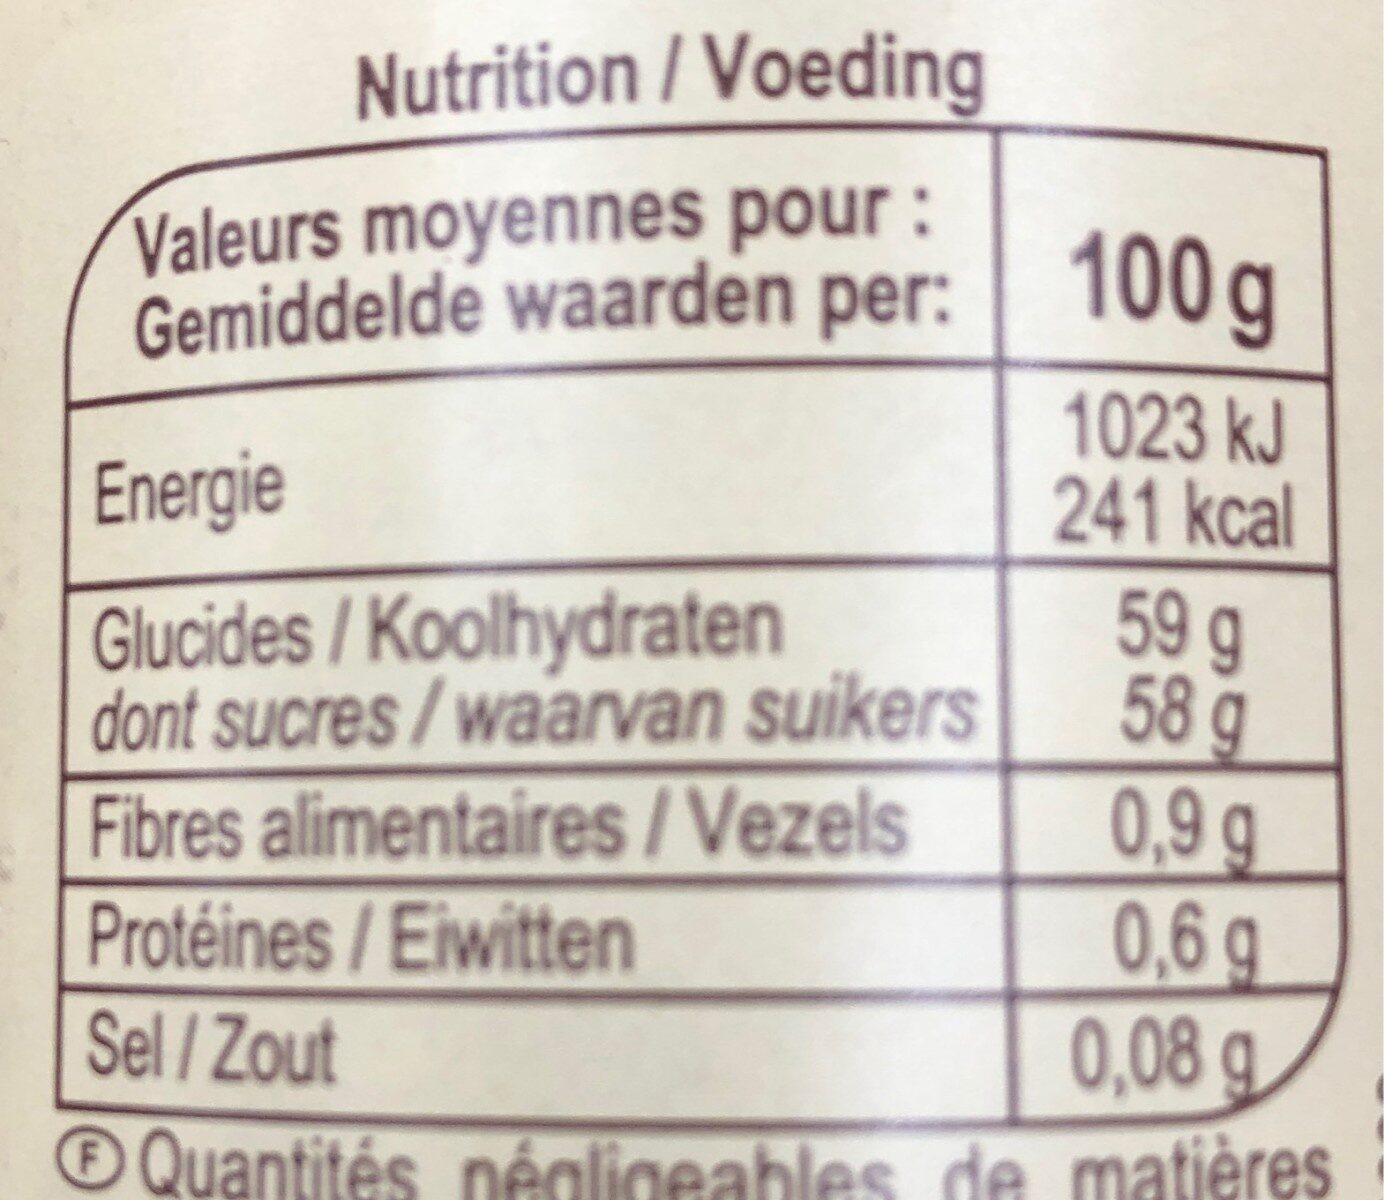 Nutrition / Voeding
Valeurs moyennes pour :
Gemiddelde waarden per:
100 g
Energie
1023 kJ
241 kcal
Glucides / Koolhydraten 59 g
dont sucres / waarvan suikers 58 g
Fibres alimentaires / Vezels 0,9 g
Protéines / Eiwitten 0,6 g
Sel / Zout 0,08 g
Ⓕ Quantités négligeables de matières